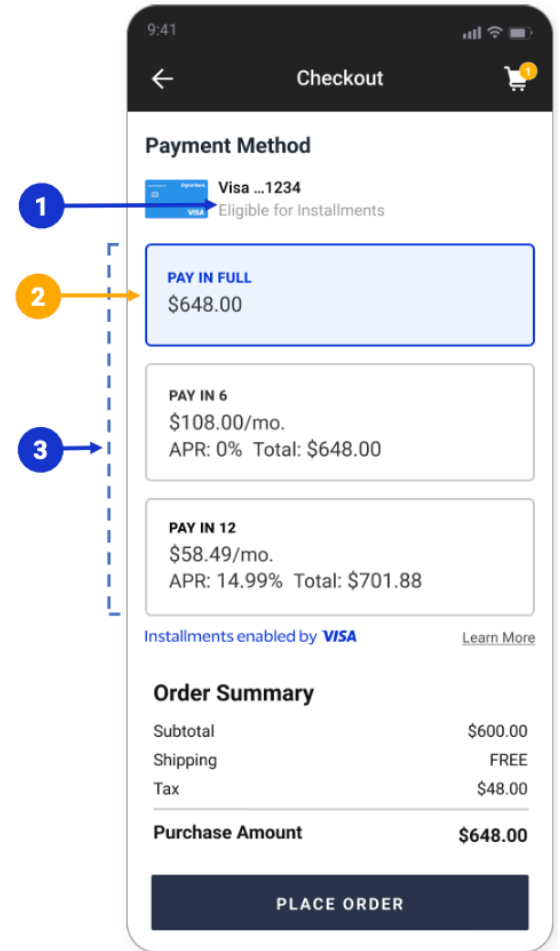 9:41
Checkout
1
Payment Method
Visa ...1234
1
Eligible for Installments
VISA
2
PAY IN FULL
$648.00
3
PAY IN 6
$108.00/mo.
APR: 0% Total: $648.00
PAY IN 12
$58.49/mo.
APR: 14.99% Total: $701.88
Installments enabled by VISA
Learn More
Order Summary
Subtotal $600.00
Shipping FREE
Tax $48.00
Purchase Amount $648.00
PLACE ORDER